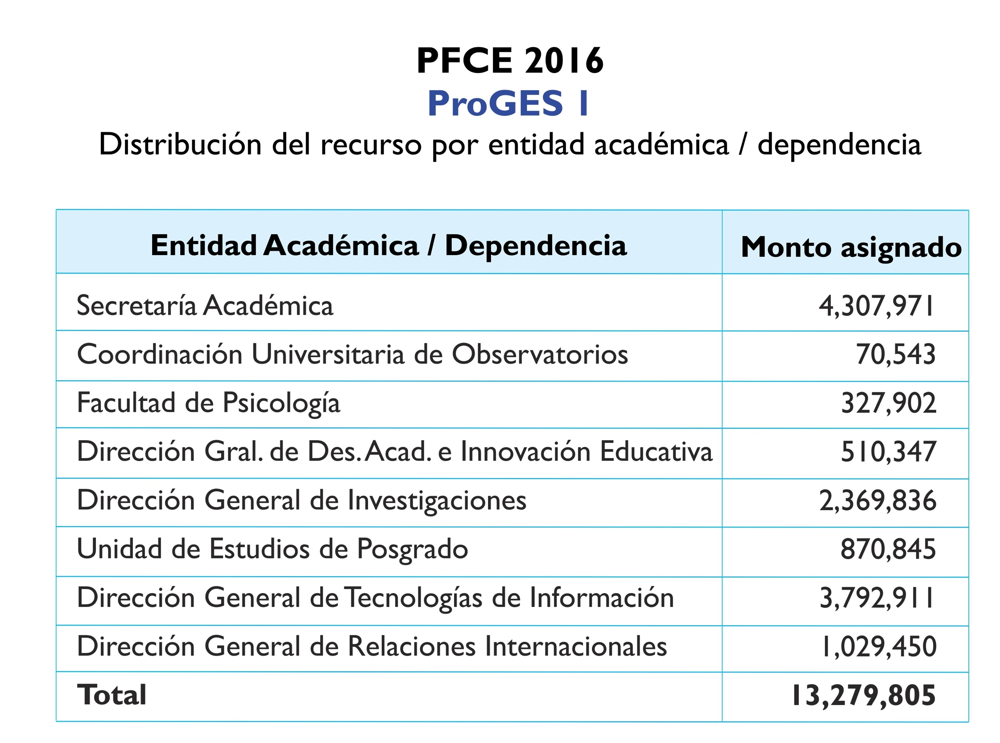 PFCE 2016
ProGES 1
Distribución del recurso por entidad académica / dependencia
Entidad Académica / Dependencia Monto asignado
Secretaría Académica 4,307,971
Coordinación Universitaria de Observatorios 70,543
Facultad de Psicología 327,902
Dirección Gral. de Des. Acad. e Innovación Educativa 510,347
Dirección General de Investigaciones 2,369,836
Unidad de Estudios de Posgrado 870,845
Dirección General de Tecnologías de Información 3,792,911
Dirección General de Relaciones Internacionales 1,029,450
Total 13,279,805